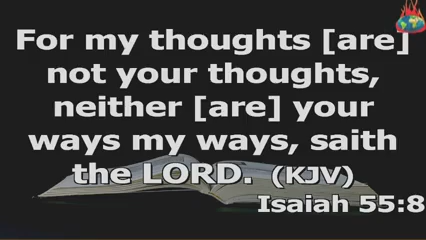 For my thoughts [are]
not your thoughts,
neither [are] your
ways my ways, saith
the LORD. (KJV)
Isaiah 55:8